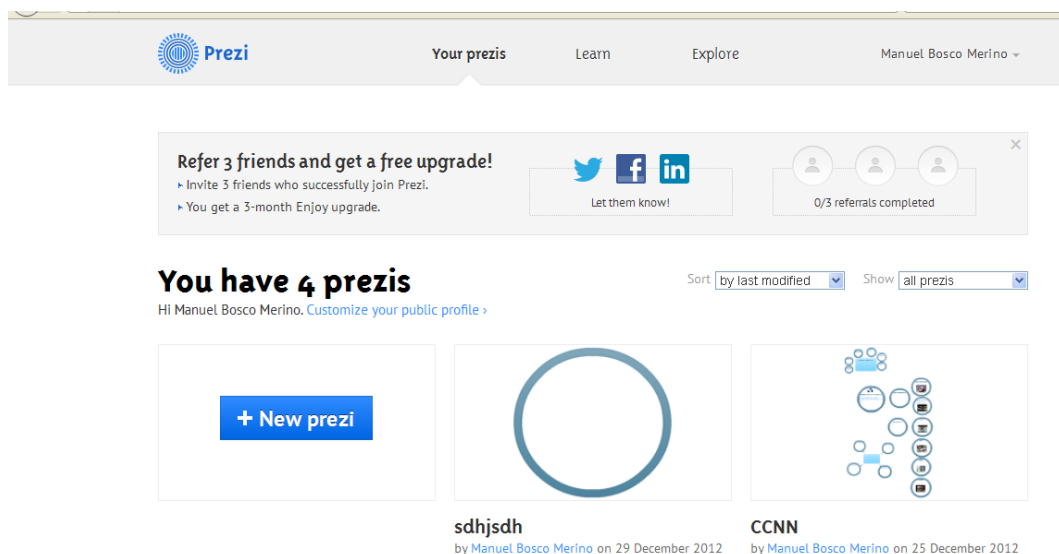 Prezi
Your prezis
Learn
Explore
Manuel Bosco Merino
Refer 3 friends and get a free upgrade!
Invite 3 friends who successfully join Prezi.
You get a 3-month Enjoy upgrade.
Let them know!
0/3 referrals completed
You have 4 prezis
Sort by last modified
Show all prezis
Hi Manuel Bosco Merino. Customize your public profile ›
+ New prezi
sdhjsdh
by Manuel Bosco Merino on 29 December 2012
CCNN
by Manuel Bosco Merino on 25 December 2012